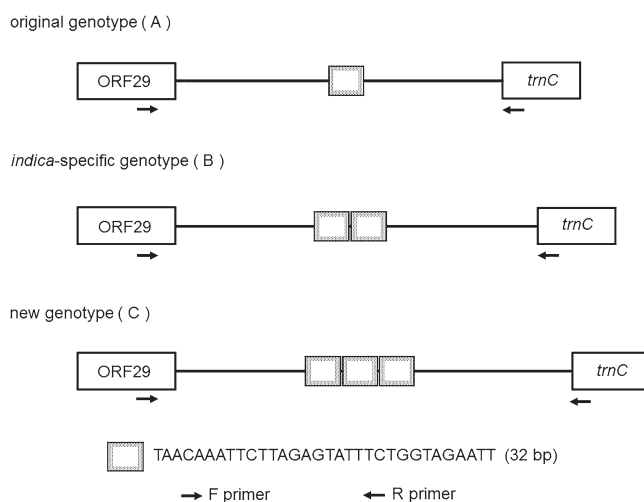 original genotype ( A )
ORF29 trnC
indica-specific genotype ( B )
ORF29 trnC
new genotype ( C )
ORF29 trnC
TAACAAATTCTTAGAGTATTTCTGGTAGAATT (32 bp)
F primer R primer